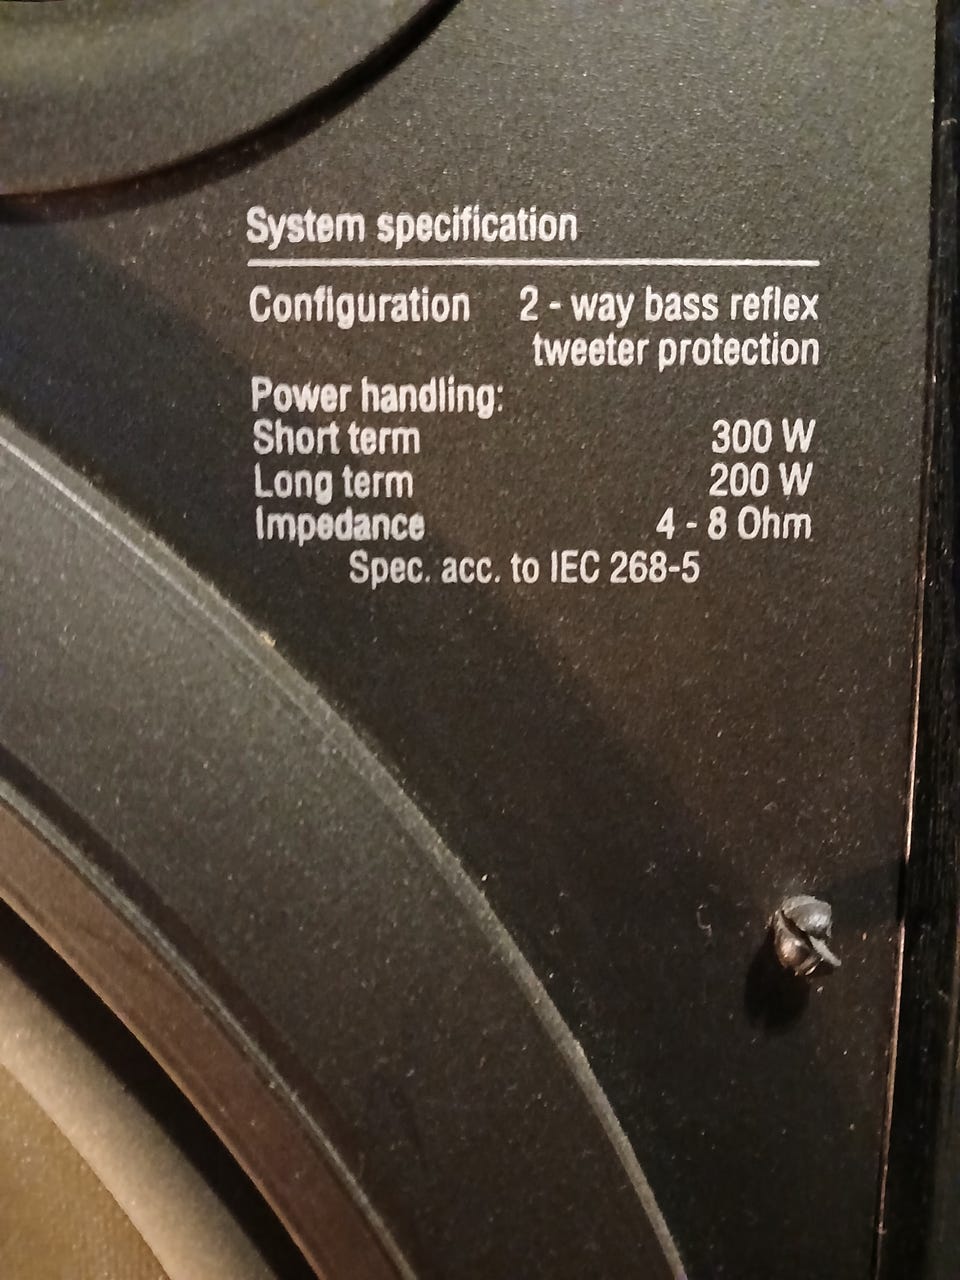 System specification
Configuration 2 - way bass reflex
tweeter protection
Power handling:
Short term 300 W
Long term 200 W
Impedance 4 - 8 Ohm
Spec. acc. to IEC 268-5